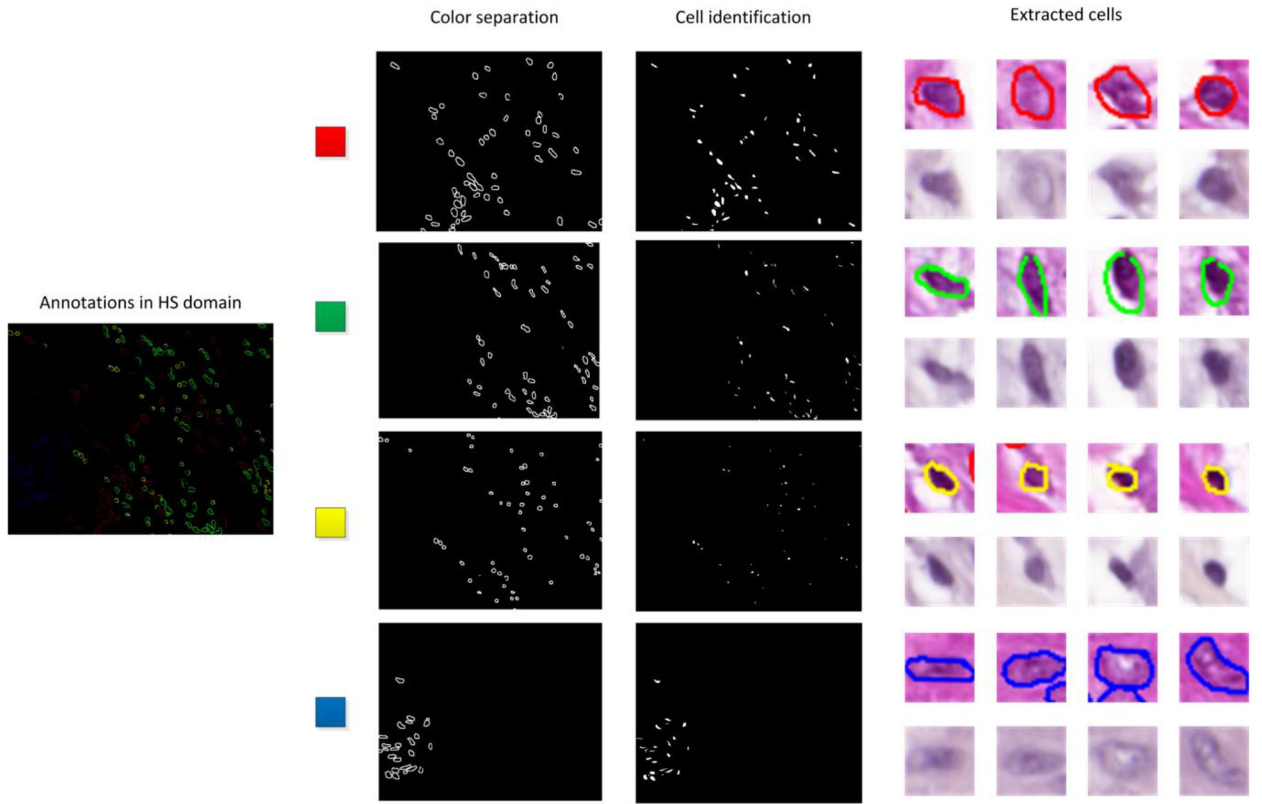 Color separation
Cell identification
Extracted cells
Annotations in HS domain